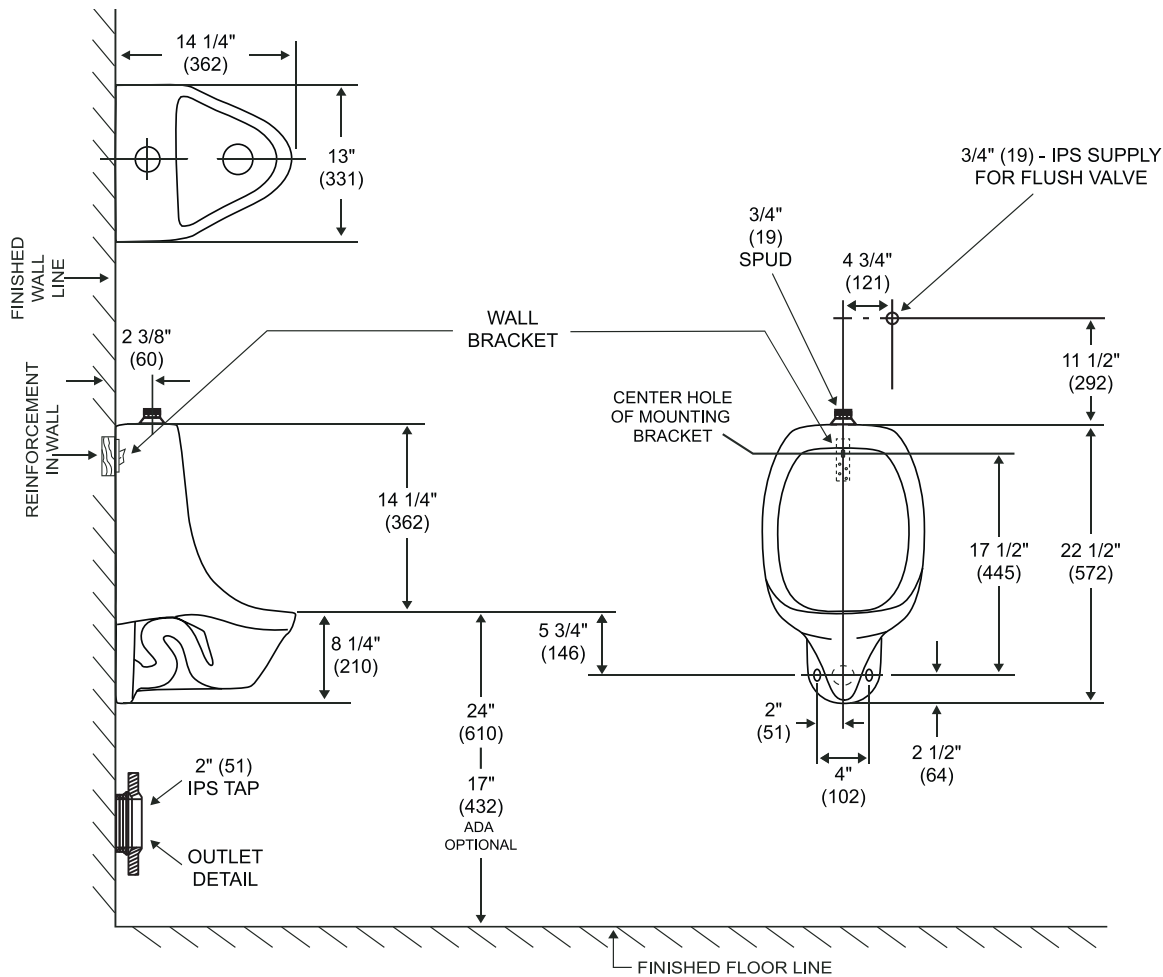 14 1/4"
(362)
13"
(331)
3/4" (19) - IPS SUPPLY
FOR FLUSH VALVE
3/4"
(19)
SPUD
4 3/4"
(121)
FINISHED
WALL
LINE
WALL
BRACKET
2 3/8"
(60)
11 1/2"
(292)
REINFORCEMENT
IN WALL
CENTER HOLE
OF MOUNTING
BRACKET
14 1/4"
(362)
17 1/2"
(445)
22 1/2"
(572)
8 1/4"
(210)
5 3/4"
(146)
24"
(610)
17"
(432)
ADA
OPTIONAL
2"
(51)
4"
(102)
2 1/2"
(64)
2" (51)
IPS TAP
OUTLET
DETAIL
FINISHED FLOOR LINE